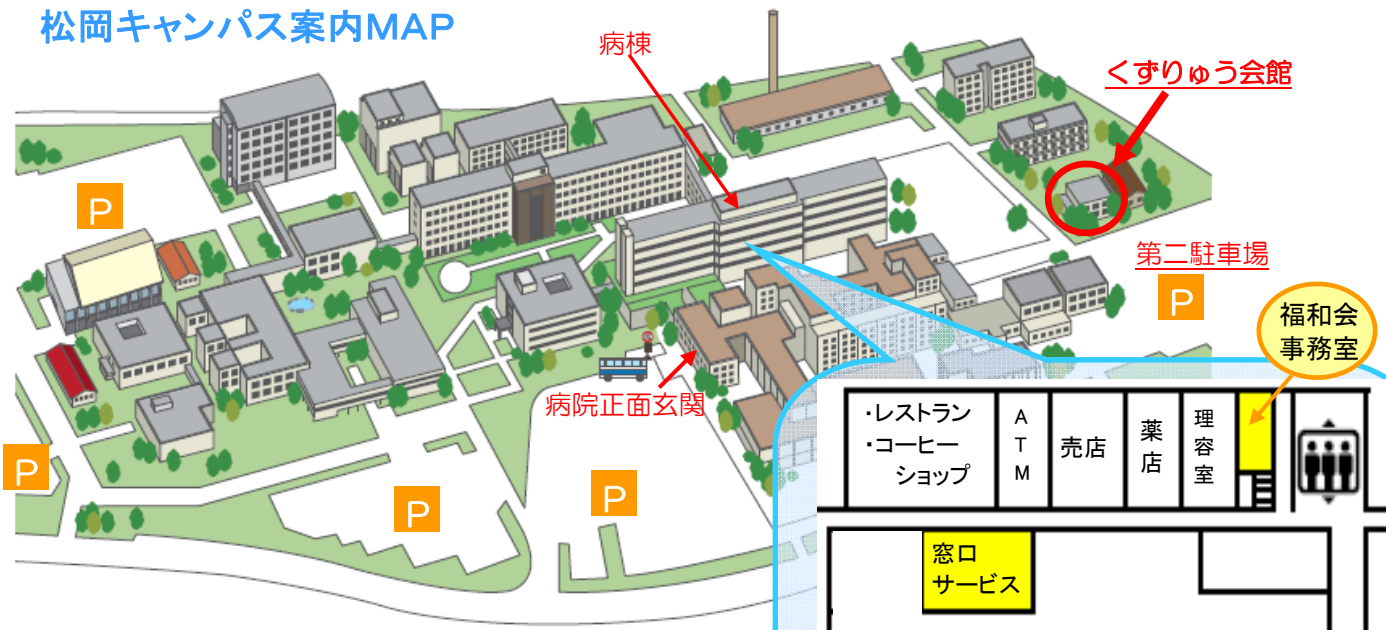 松岡キャンパス案内MAP
病棟
くずりゅう会館
P
第二駐車場
P
福和会
事務室
病院正面玄関
・レストラン
・コーヒー
ショップ
ATM
売店
薬店
理容室
P
P
P
窓口
サービス